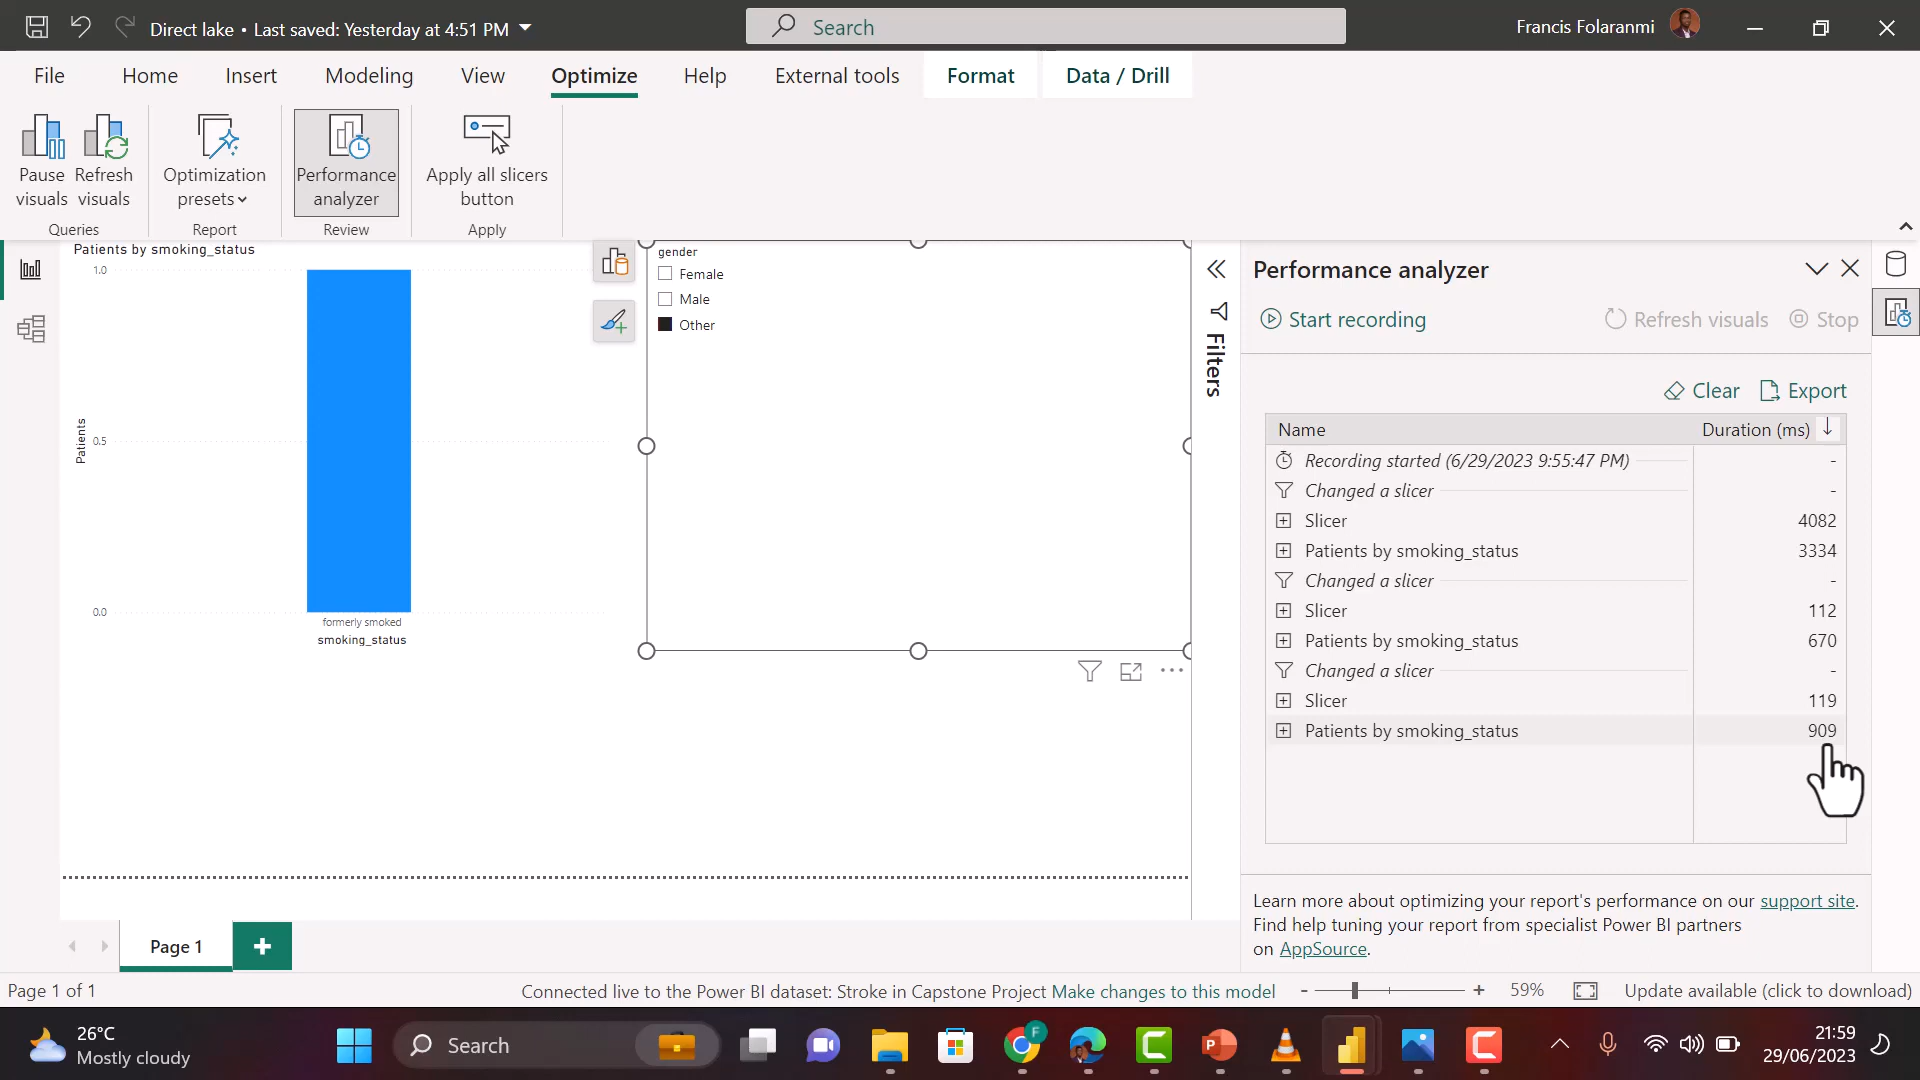 Direct lake • Last saved: Yesterday at 4:51 PM
Search
Francis Folaranmi
File
Home
Insert
Modeling
View
Optimize
Help
External tools
Format
Data / Drill
Pause visuals
Refresh visuals
Optimization presets
Performance analyzer
Apply all slicers button
Queries
Report
Review
Apply
Patients by smoking_status
1.0
0.5
0.0
Patients
formerly smoked
smoking_status
gender
Female
Male
Other
Filters
Performance analyzer
Start recording
Refresh visuals
Stop
Clear
Export
Name Duration (ms)
Recording started (6/29/2023 9:55:47 PM) -
Changed a slicer -
Slicer 4082
Patients by smoking_status 3334
Changed a slicer -
Slicer 112
Patients by smoking_status 670
Changed a slicer -
Slicer 119
Patients by smoking_status 909
Learn more about optimizing your report's performance on our support site.
Find help tuning your report from specialist Power BI partners
on AppSource.
Page 1
+
Page 1 of 1
Connected live to the Power BI dataset: Stroke in Capstone Project Make changes to this model
- + 59%
Update available (click to download)
26°C
Mostly cloudy
Search
F
21:59
29/06/2023